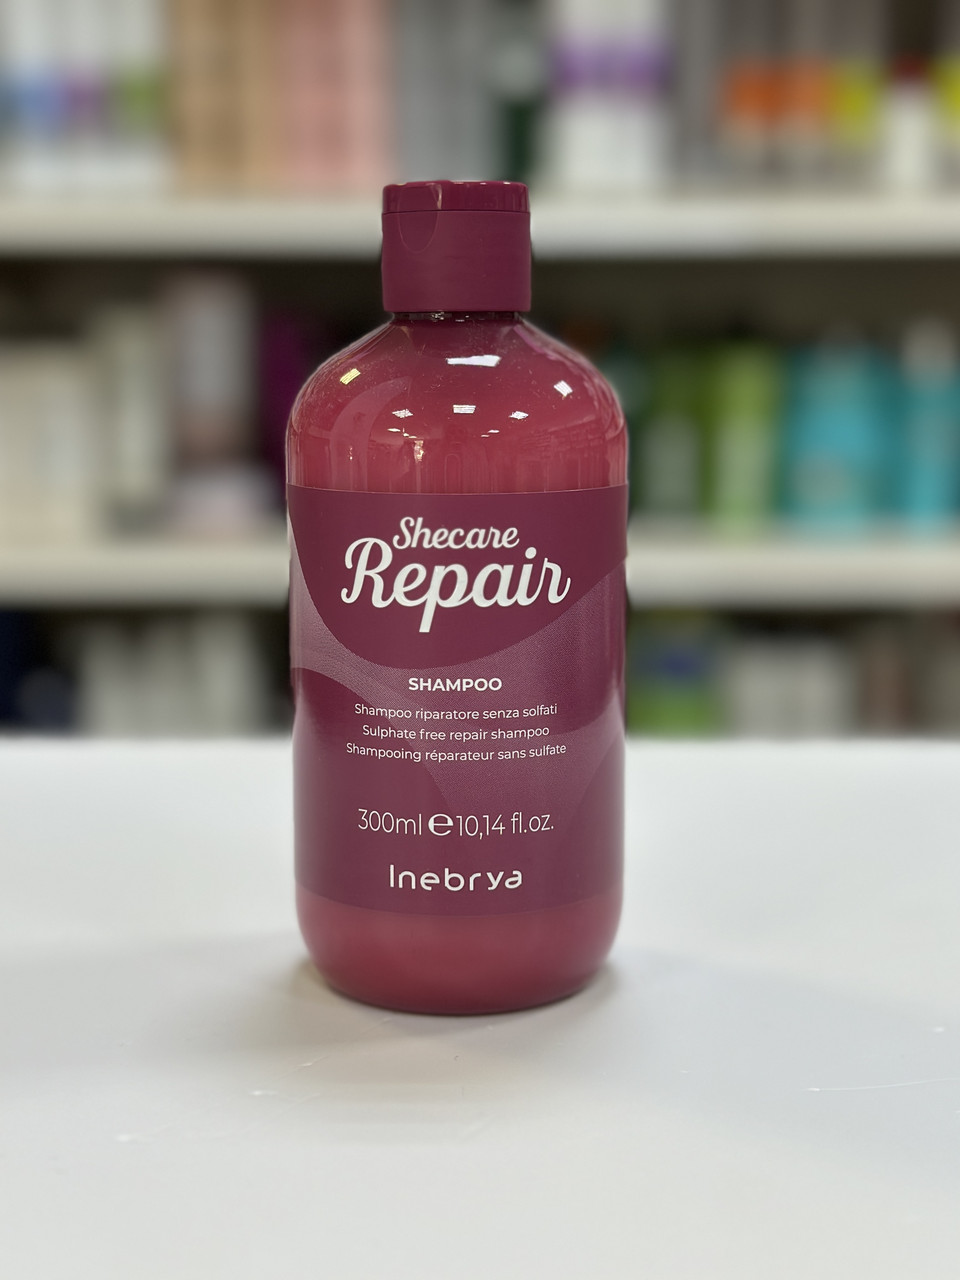 Shecare
Repair
SHAMPOO
Shampoo riparatore senza solfati
Sulphate free repair shampoo
Shampooing réparateur sans sulfate
300ml ℮ 10,14 fl.oz.
Inebrya